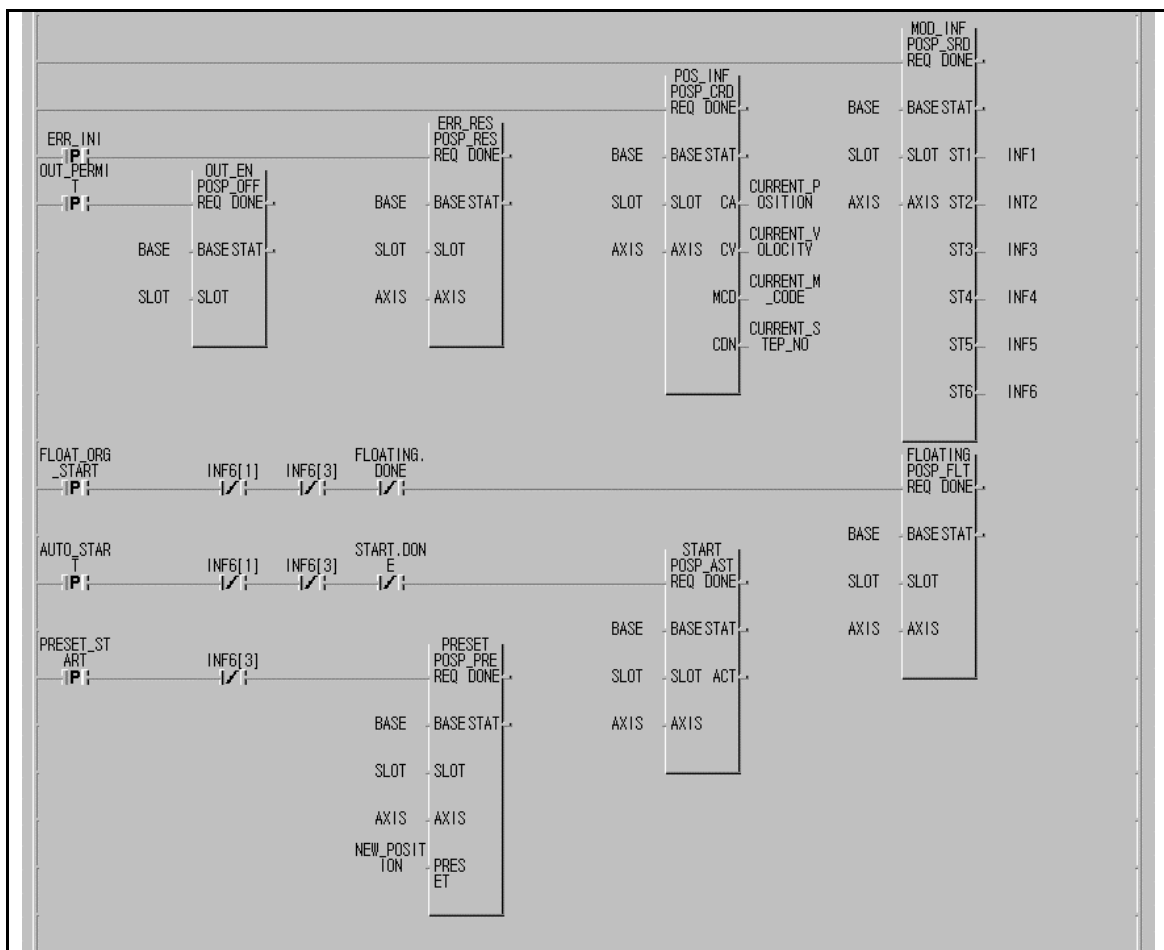 MOD_INF
POSP_SRD
REQ DONE
POS_INF
POSP_CRD
REQ DONE
BASE BASE STAT
ERR_RES
POSP_RES
REQ DONE
ERR_INI
P
BASE BASE STAT
SLOT SLOT ST1 INF1
OUT_PERMI
T
P
OUT_EN
POSP_OFF
REQ DONE
BASE BASE STAT
SLOT SLOT CA
CURRENT_P
OSITION
AXIS AXIS ST2 INT2
BASE BASE STAT
SLOT SLOT
AXIS AXIS CV
CURRENT_V
OLOCITY
ST3 INF3
SLOT SLOT
AXIS AXIS
MCD
CURRENT_M
_CODE
ST4 INF4
CDN
CURRENT_S
TEP_NO
ST5 INF5
ST6 INF6
FLOAT_ORG
_START
P
INF6[1]
INF6[3]
FLOATING.
DONE
FLOATING
POSP_FLT
REQ DONE
BASE BASE STAT
AUTO_STAR
T
P
INF6[1]
INF6[3]
START.DON
E
START
POSP_AST
REQ DONE
SLOT SLOT
BASE BASE STAT
AXIS AXIS
PRESET_ST
ART
P
INF6[3]
PRESET
POSP_PRE
REQ DONE
SLOT SLOT ACT
BASE BASE STAT
AXIS AXIS
SLOT SLOT
AXIS AXIS
NEW_POSIT
ION
PRES
ET